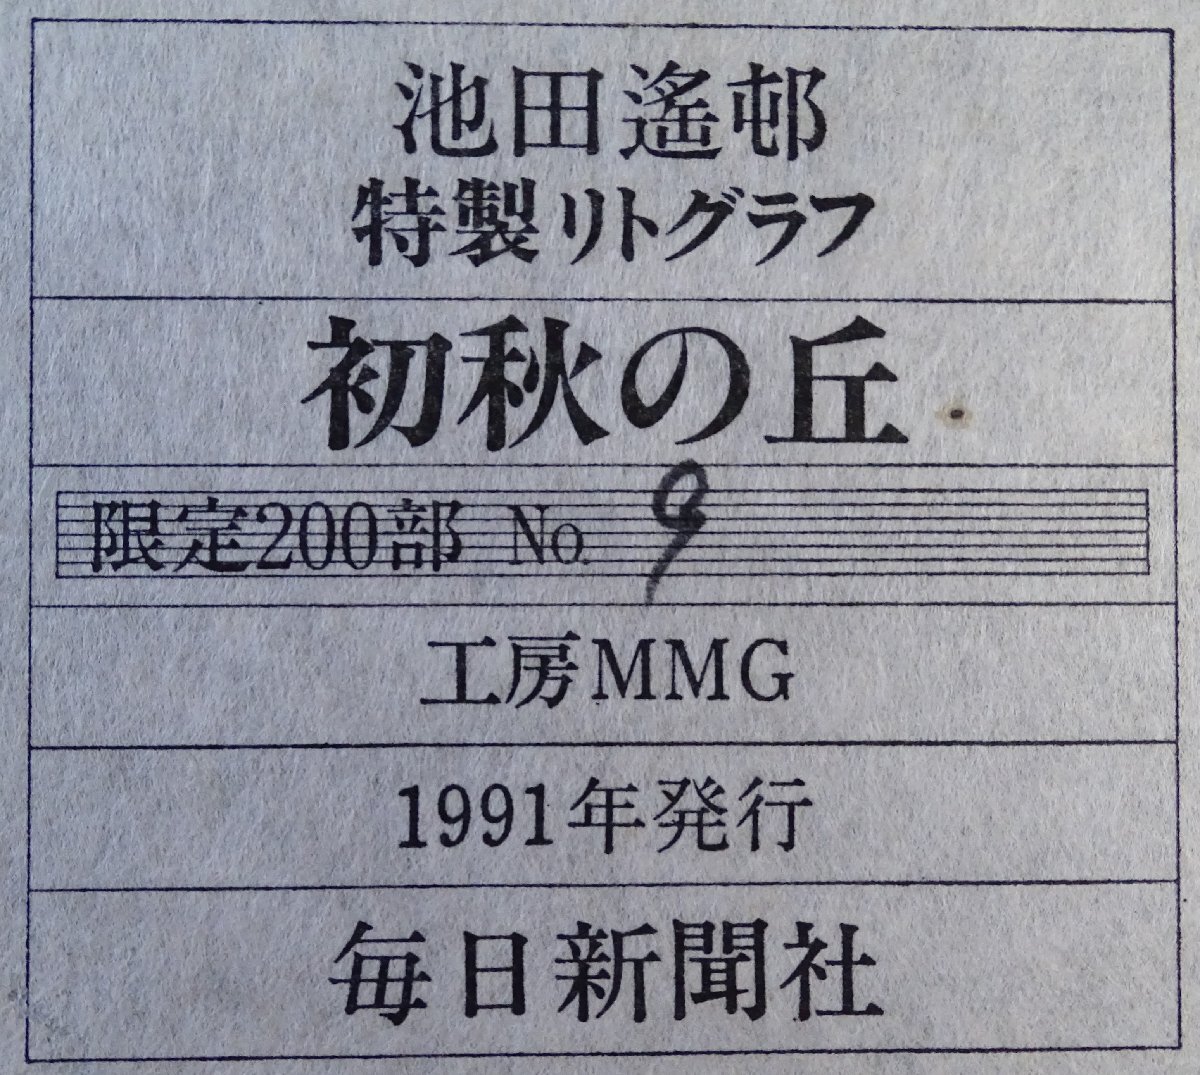 池田遙邨
特製リトグラフ
初秋の丘
限定200部 No. 9
工房MMG
1991年発行
毎日新聞社